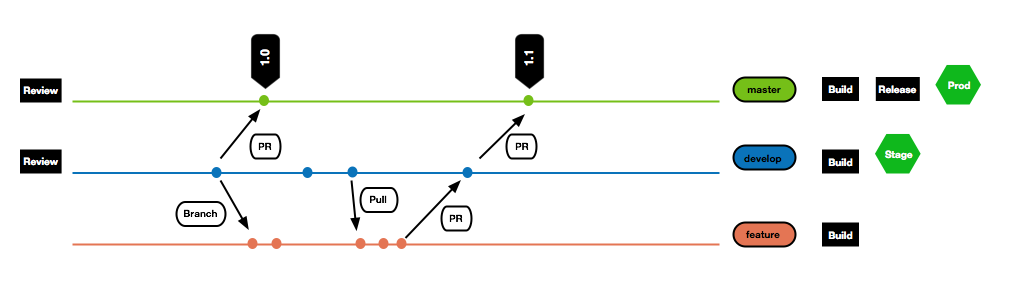 1.0
1.1
Review
master
Build
Release
Prod
PR
PR
Review
develop
Build
Stage
Branch
Pull
PR
feature
Build